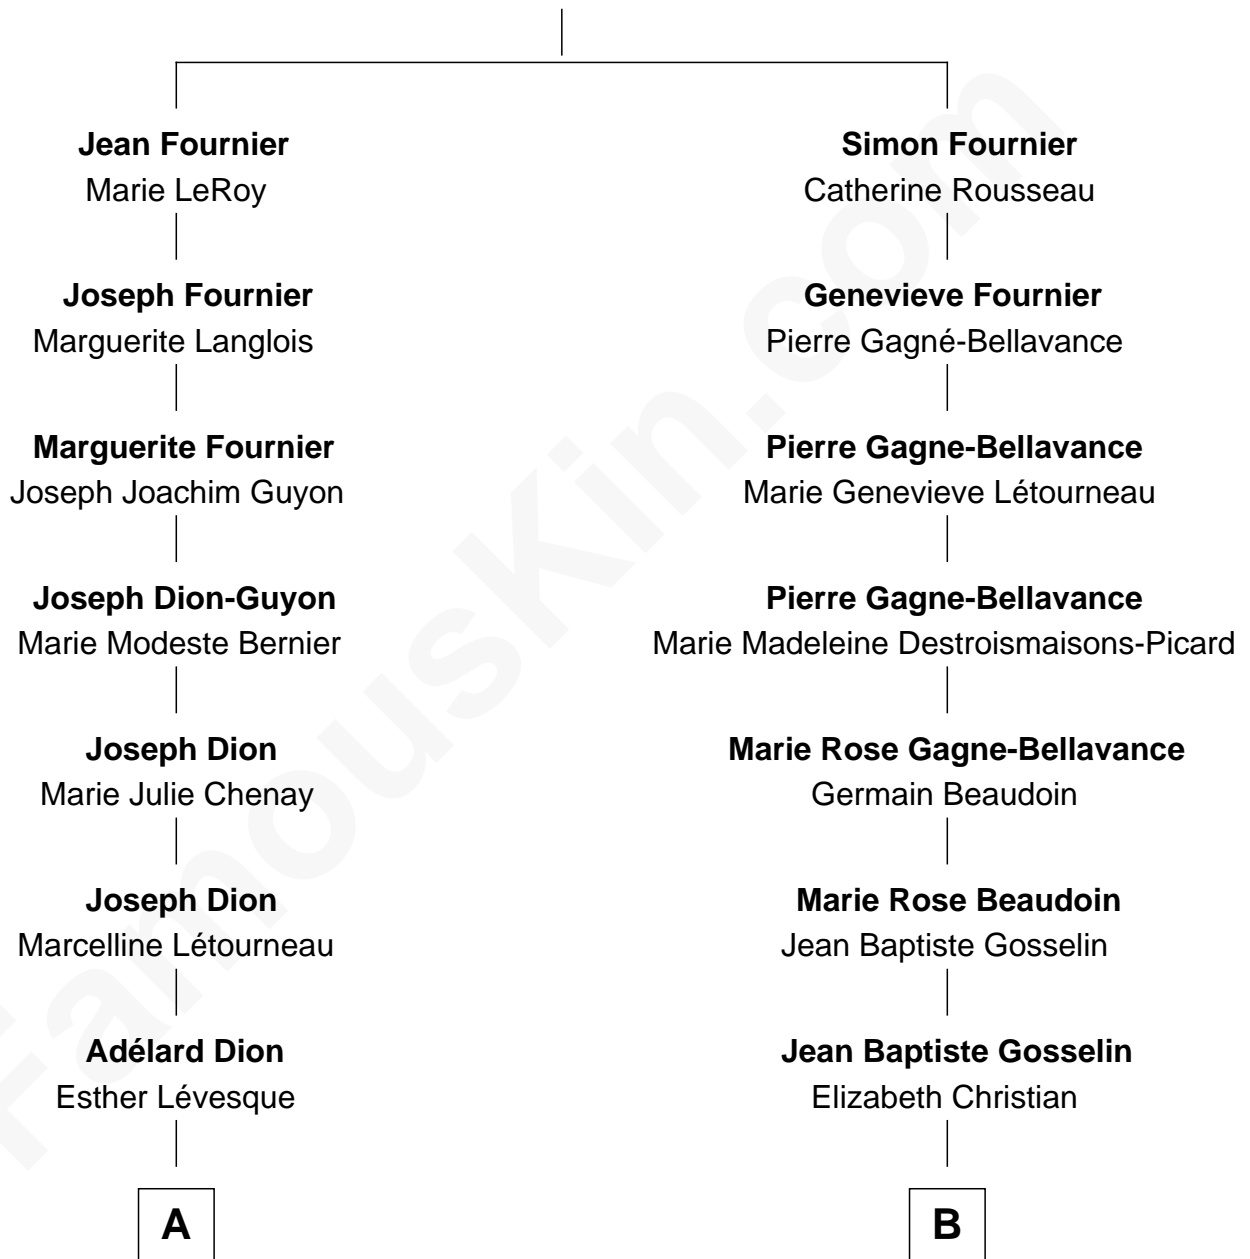 Jean Fournier
Marie LeRoy
Simon Fournier
Catherine Rousseau
Joseph Fournier
Marguerite Langlois
Genevieve Fournier
Pierre Gagné-Bellavance
Marguerite Fournier
Joseph Joachim Guyon
Pierre Gagne-Bellavance
Marie Genevieve Létourneau
Joseph Dion-Guyon
Marie Modeste Bernier
Pierre Gagne-Bellavance
Marie Madeleine Destroismaisons-Picard
Joseph Dion
Marie Julie Chenay
Marie Rose Gagne-Bellavance
Germain Beaudoin
Joseph Dion
Marcelline Létourneau
Marie Rose Beaudoin
Jean Baptiste Gosselin
Adélard Dion
Esther Lévesque
Jean Baptiste Gosselin
Elizabeth Christian
A
B
FamousKin.com